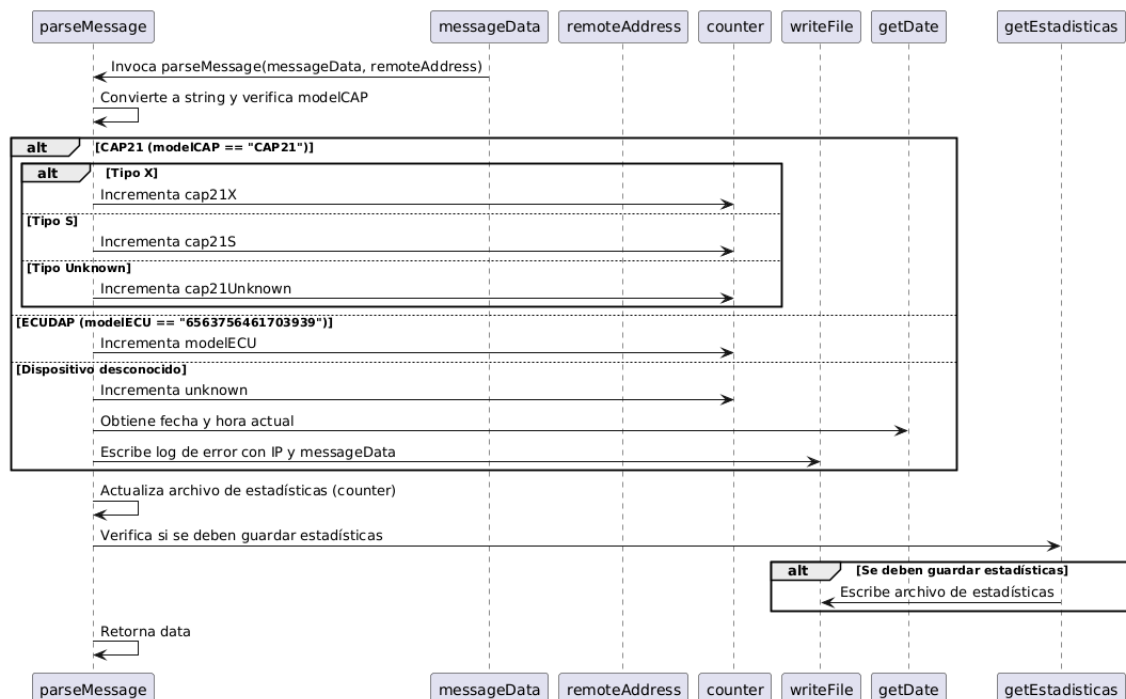 parseMessage messageData remoteAddress counter writeFile getDate getEstadisticas
Invoca parseMessage(messageData, remoteAddress)
Convierte a string y verifica modelCAP
alt [CAP21 (modelCAP == "CAP21")]
alt [Tipo X]
Incrementa cap21X
[Tipo S]
Incrementa cap21S
[Tipo Unknown]
Incrementa cap21Unknown
[ECUDAP (modelECU == "6563756461703939")]
Incrementa modelECU
[Dispositivo desconocido]
Incrementa unknown
Obtiene fecha y hora actual
Escribe log de error con IP y messageData
Actualiza archivo de estadísticas (counter)
Verifica si se deben guardar estadísticas
alt [Se deben guardar estadísticas]
Escribe archivo de estadísticas
Retorna data
parseMessage messageData remoteAddress counter writeFile getDate getEstadisticas